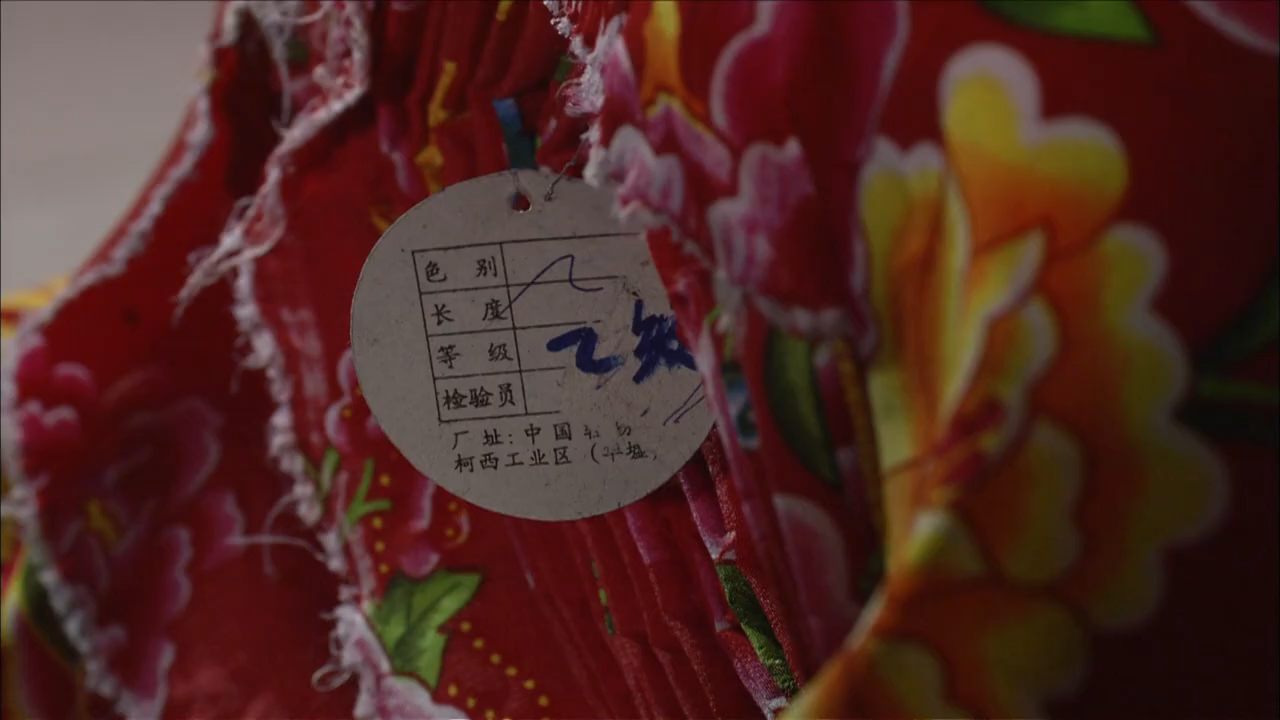 色 别
长 度
等 级
检验员
厂 址: 中国
柯西工业区 (